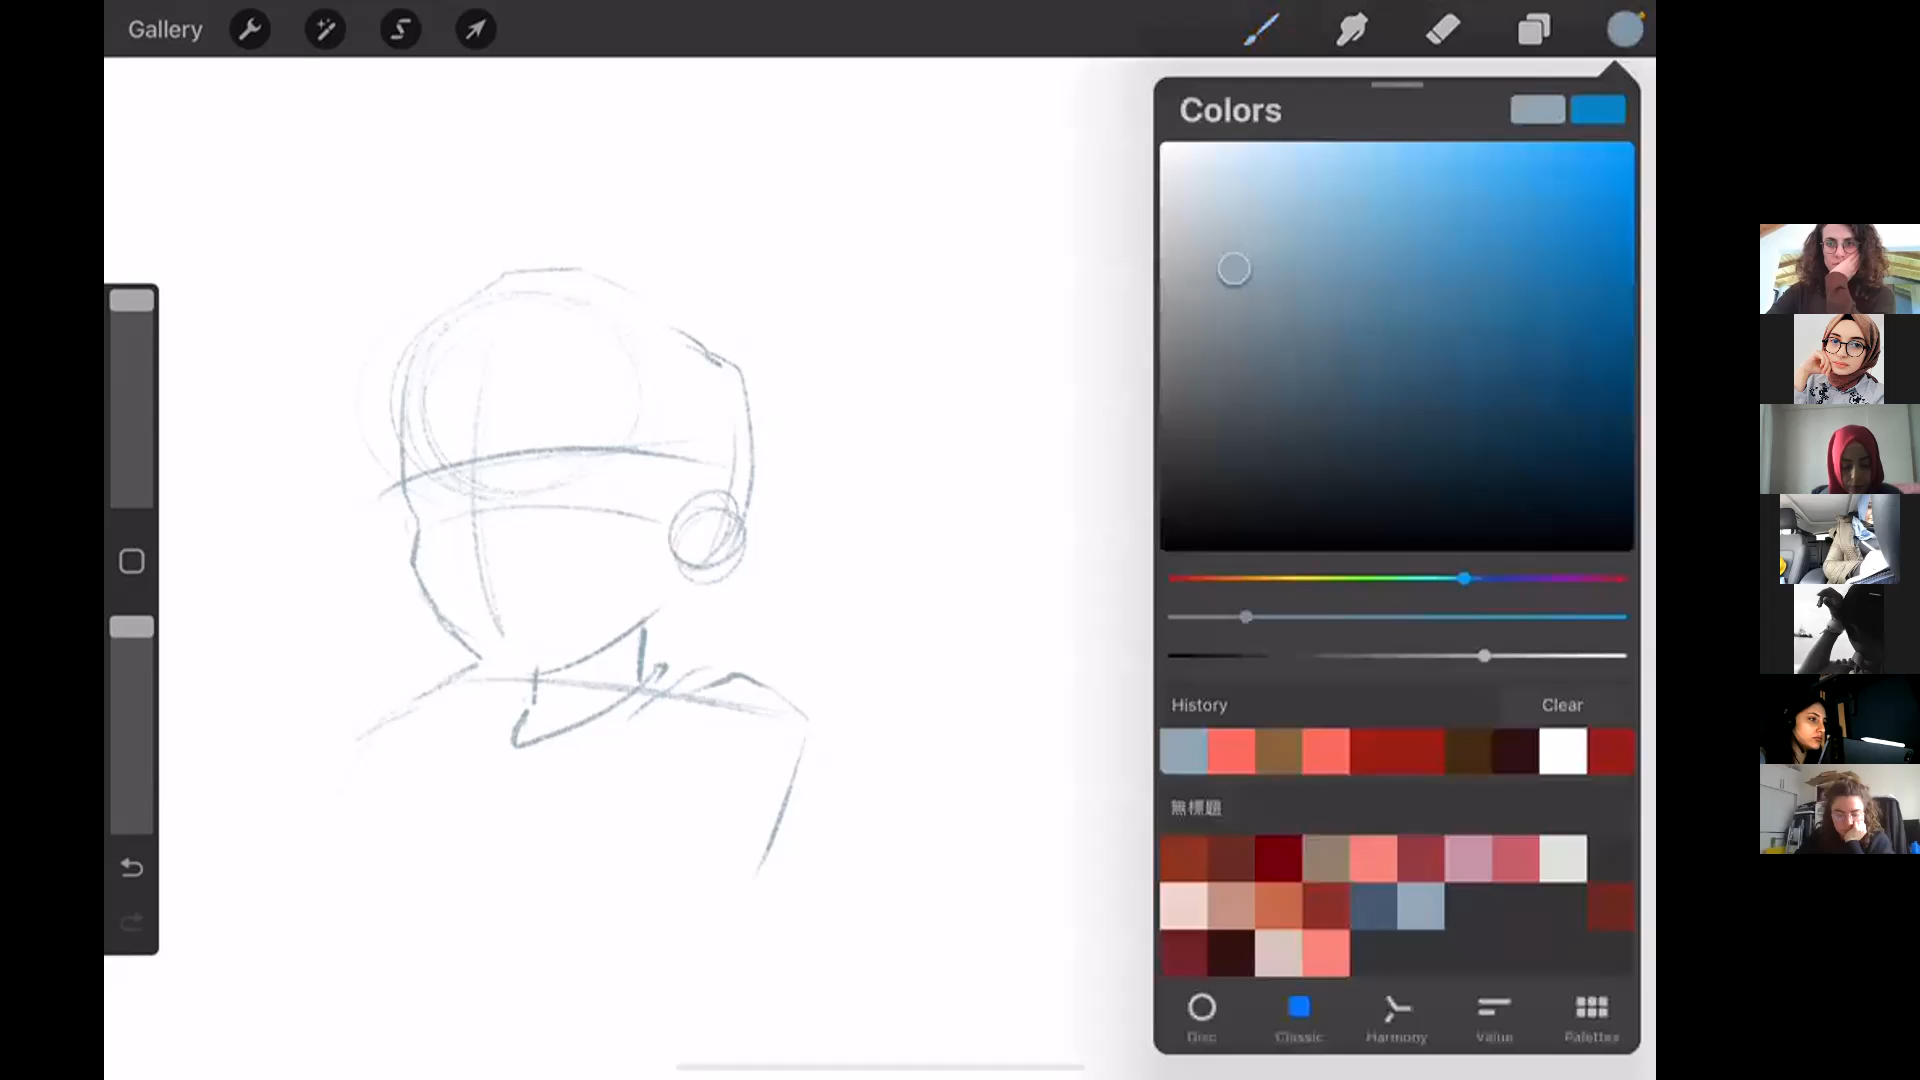 Gallery
Colors
History
Clear
無標題
Disc
Classic
Harmony
Value
Palettes